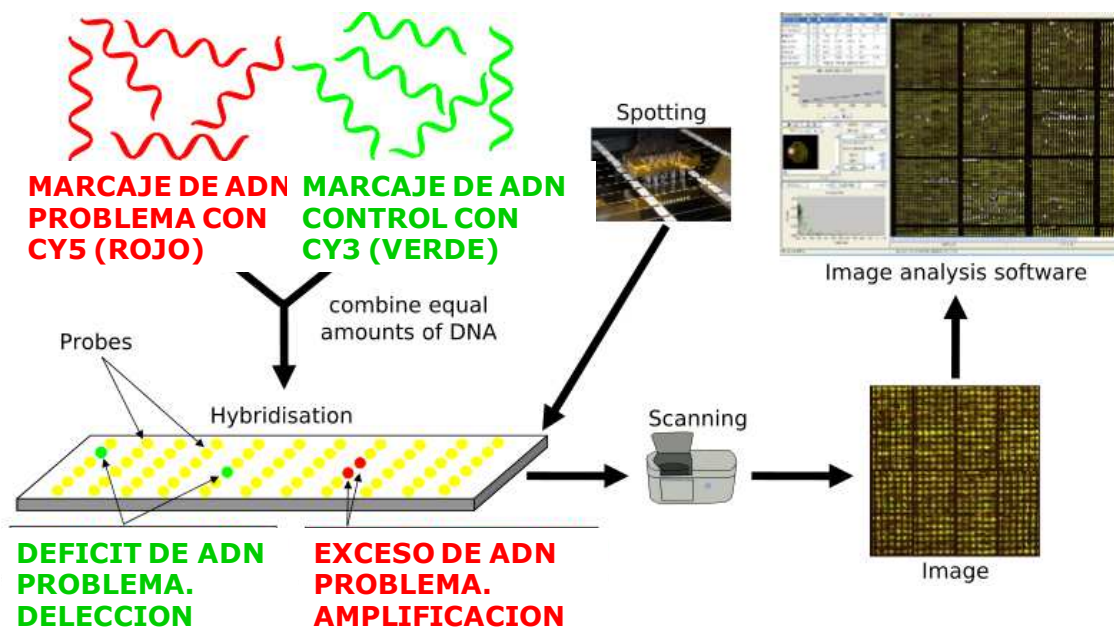 MARCAJE DE ADN
PROBLEMA CON
CY5 (ROJO)
MARCAJE DE ADN
CONTROL CON
CY3 (VERDE)
Spotting
Image analysis software
combine equal
amounts of DNA
Probes
Hybridisation
Scanning
Image
DEFICIT DE ADN
PROBLEMA.
DELECCION
EXCESO DE ADN
PROBLEMA.
AMPLIFICACION